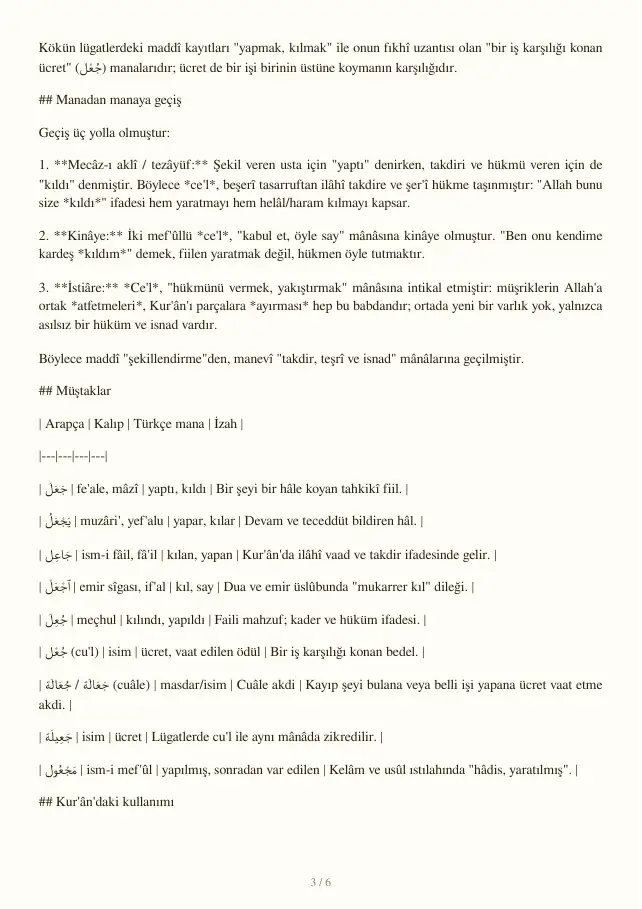 Kökün lügatlerdeki maddî kayıtları "yapmak, kılmak" ile onun fıkhî uzantısı olan "bir iş karşılığı konan
ücret" (جُعْل) manalarıdır; ücret de bir işi birinin üstüne koymanın karşılığıdır.
## Manadan manaya geçiş
Geçiş üç yolla olmuştur:
1. **Mecâz-ı aklî / tezâyüf:** Şekil veren usta için "yaptı" denirken, takdiri ve hükmü veren için de
"kıldı" denmiştir. Böylece *ce'l*, beşerî tasarruftan ilâhî takdire ve şer'î hükme taşınmıştır: "Allah bunu
size *kıldı*" ifadesi hem yaratmayı hem helâl/haram kılmayı kapsar.
2. **Kinâye:** İki mef'ûllü *ce'l*, "kabul et, öyle say" mânâsına kinâye olmuştur. "Ben onu kendime
kardeş *kıldım*" demek, fiilen yaratmak değil, hükmen öyle tutmaktır.
3. **İstiâre:** *Ce'l*, "hükmünü vermek, yakıştırmak" mânâsına intikal etmiştir: müşriklerin Allah'a
ortak *atfetmeleri*, Kur'ân'ı parçalara *ayırması* hep bu babdandır; ortada yeni bir varlık yok, yalnızca
asılsız bir hüküm ve isnad vardır.
Böylece maddî "şekillendirme"den, manevî "takdir, teşrî ve isnad" mânâlarına geçilmiştir.
## Müştaklar
| Arapça | Kalıp | Türkçe mana | İzah |
|---|---|---|---|
| جَعَلَ | fe'ale, mâzî | yaptı, kıldı | Bir şeyi bir hâle koyan tahkikî fiil. |
| يَجْعَلُ | muzâri', yef'alu | yapar, kılar | Devam ve teceddüt bildiren hâl. |
| جَاعِل | ism-i fâil, fâ'il | kılan, yapan | Kur'ân'da ilâhî vaad ve takdir ifadesinde gelir. |
| اَجْعَلْ | emir sîgası, if'al | kıl, say | Dua ve emir üslûbunda "mukarrer kıl" dileği. |
| جُعِلَ | meçhul | kılındı, yapıldı | Faili mahzuf; kader ve hüküm ifadesi. |
| جُعْل (cu'l) | isim | ücret, vaat edilen ödül | Bir iş karşılığı konan bedel. |
| جَعَالَة / جُعَالَة (cuâle) | masdar/isim | Cuâle akdi | Kayıp şeyi bulana veya belli işi yapana ücret vaat etme
akdi. |
| جَعِيلَة | isim | ücret | Lügatlerde cu'l ile aynı mânâda zikredilir. |
| مَجْعُول | ism-i mef'ûl | yapılmış, sonradan var edilen | Kelâm ve usûl ıstılahında "hâdis, yaratılmış". |
## Kur'ân'daki kullanımı
3 / 6